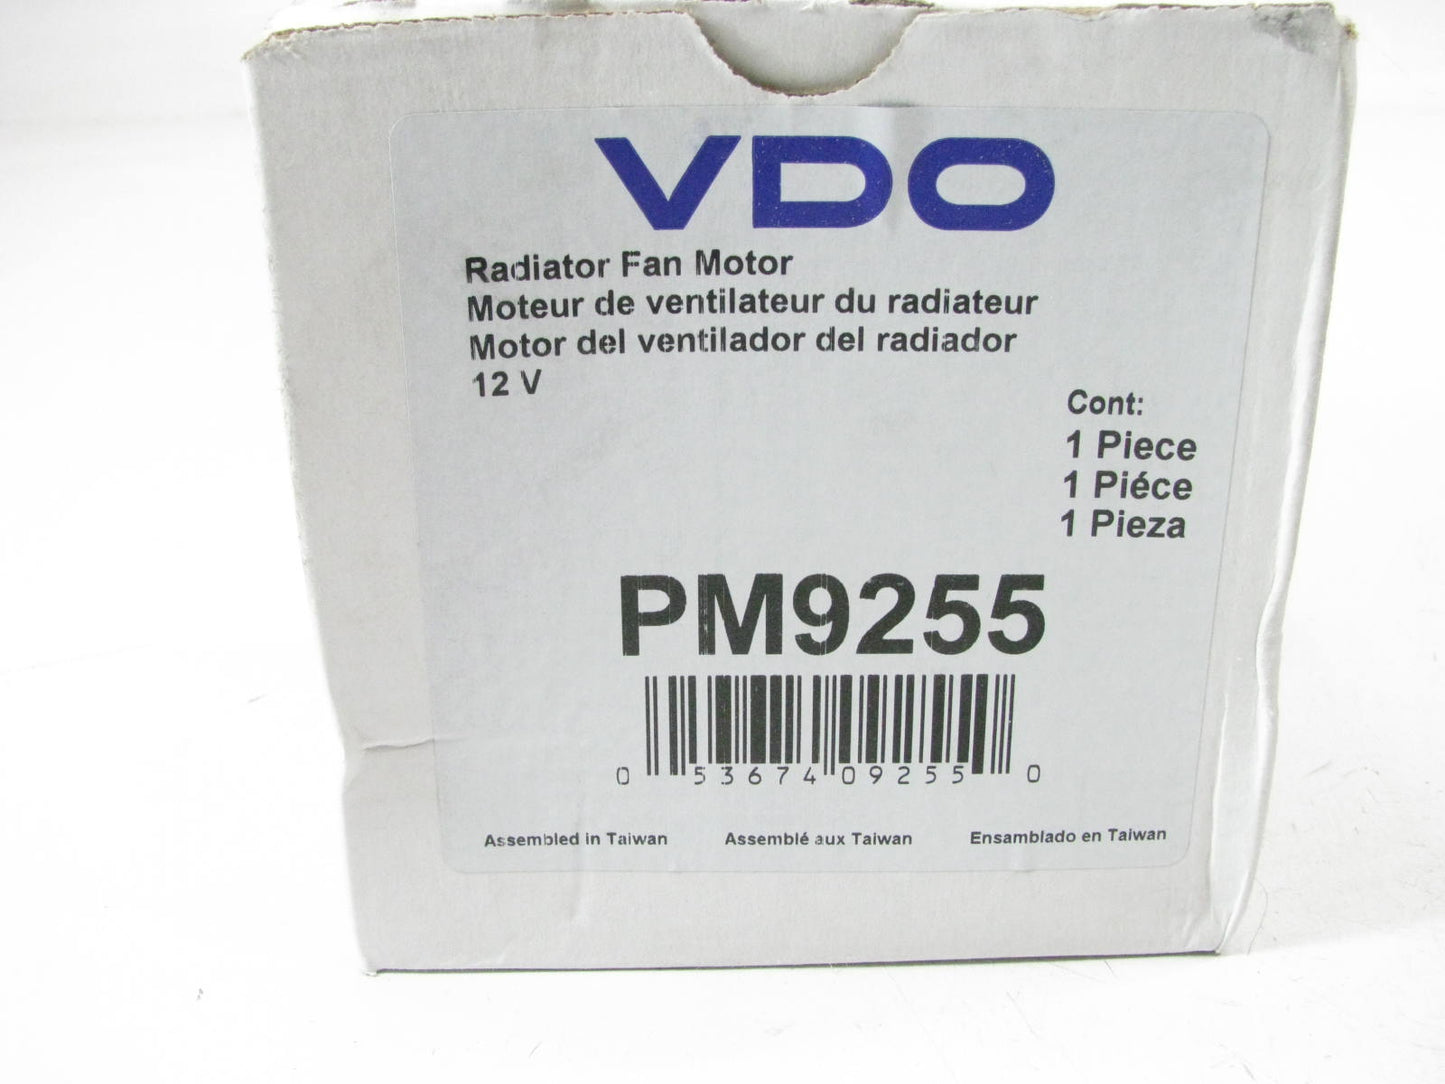 VDO
Radiator Fan Motor
Moteur de ventilateur du radiateur
Motor del ventilador del radiador
12 V
Cont:
1 Piece
1 Piéce
1 Pieza
PM9255
0 53674 09255 0
Assembled in Taiwan Assemblé aux Taiwan Ensamblado en Taiwan